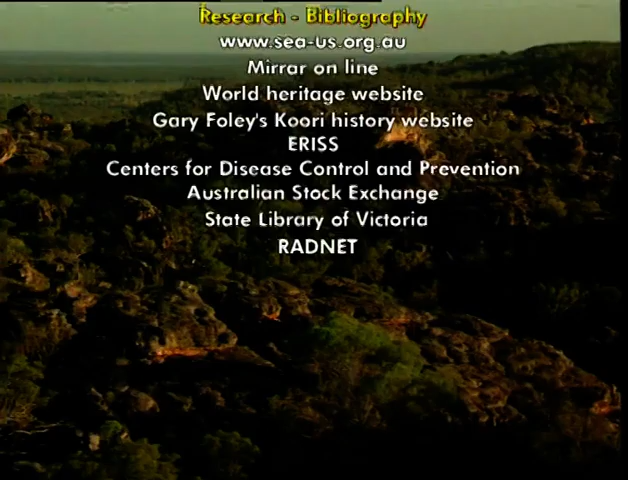 Research - Bibliography
www.sea-us.org.au
Mirrar on line
World heritage website
Gary Foley's Koori history website
ERISS
Centers for Disease Control and Prevention
Australian Stock Exchange
State Library of Victoria
RADNET